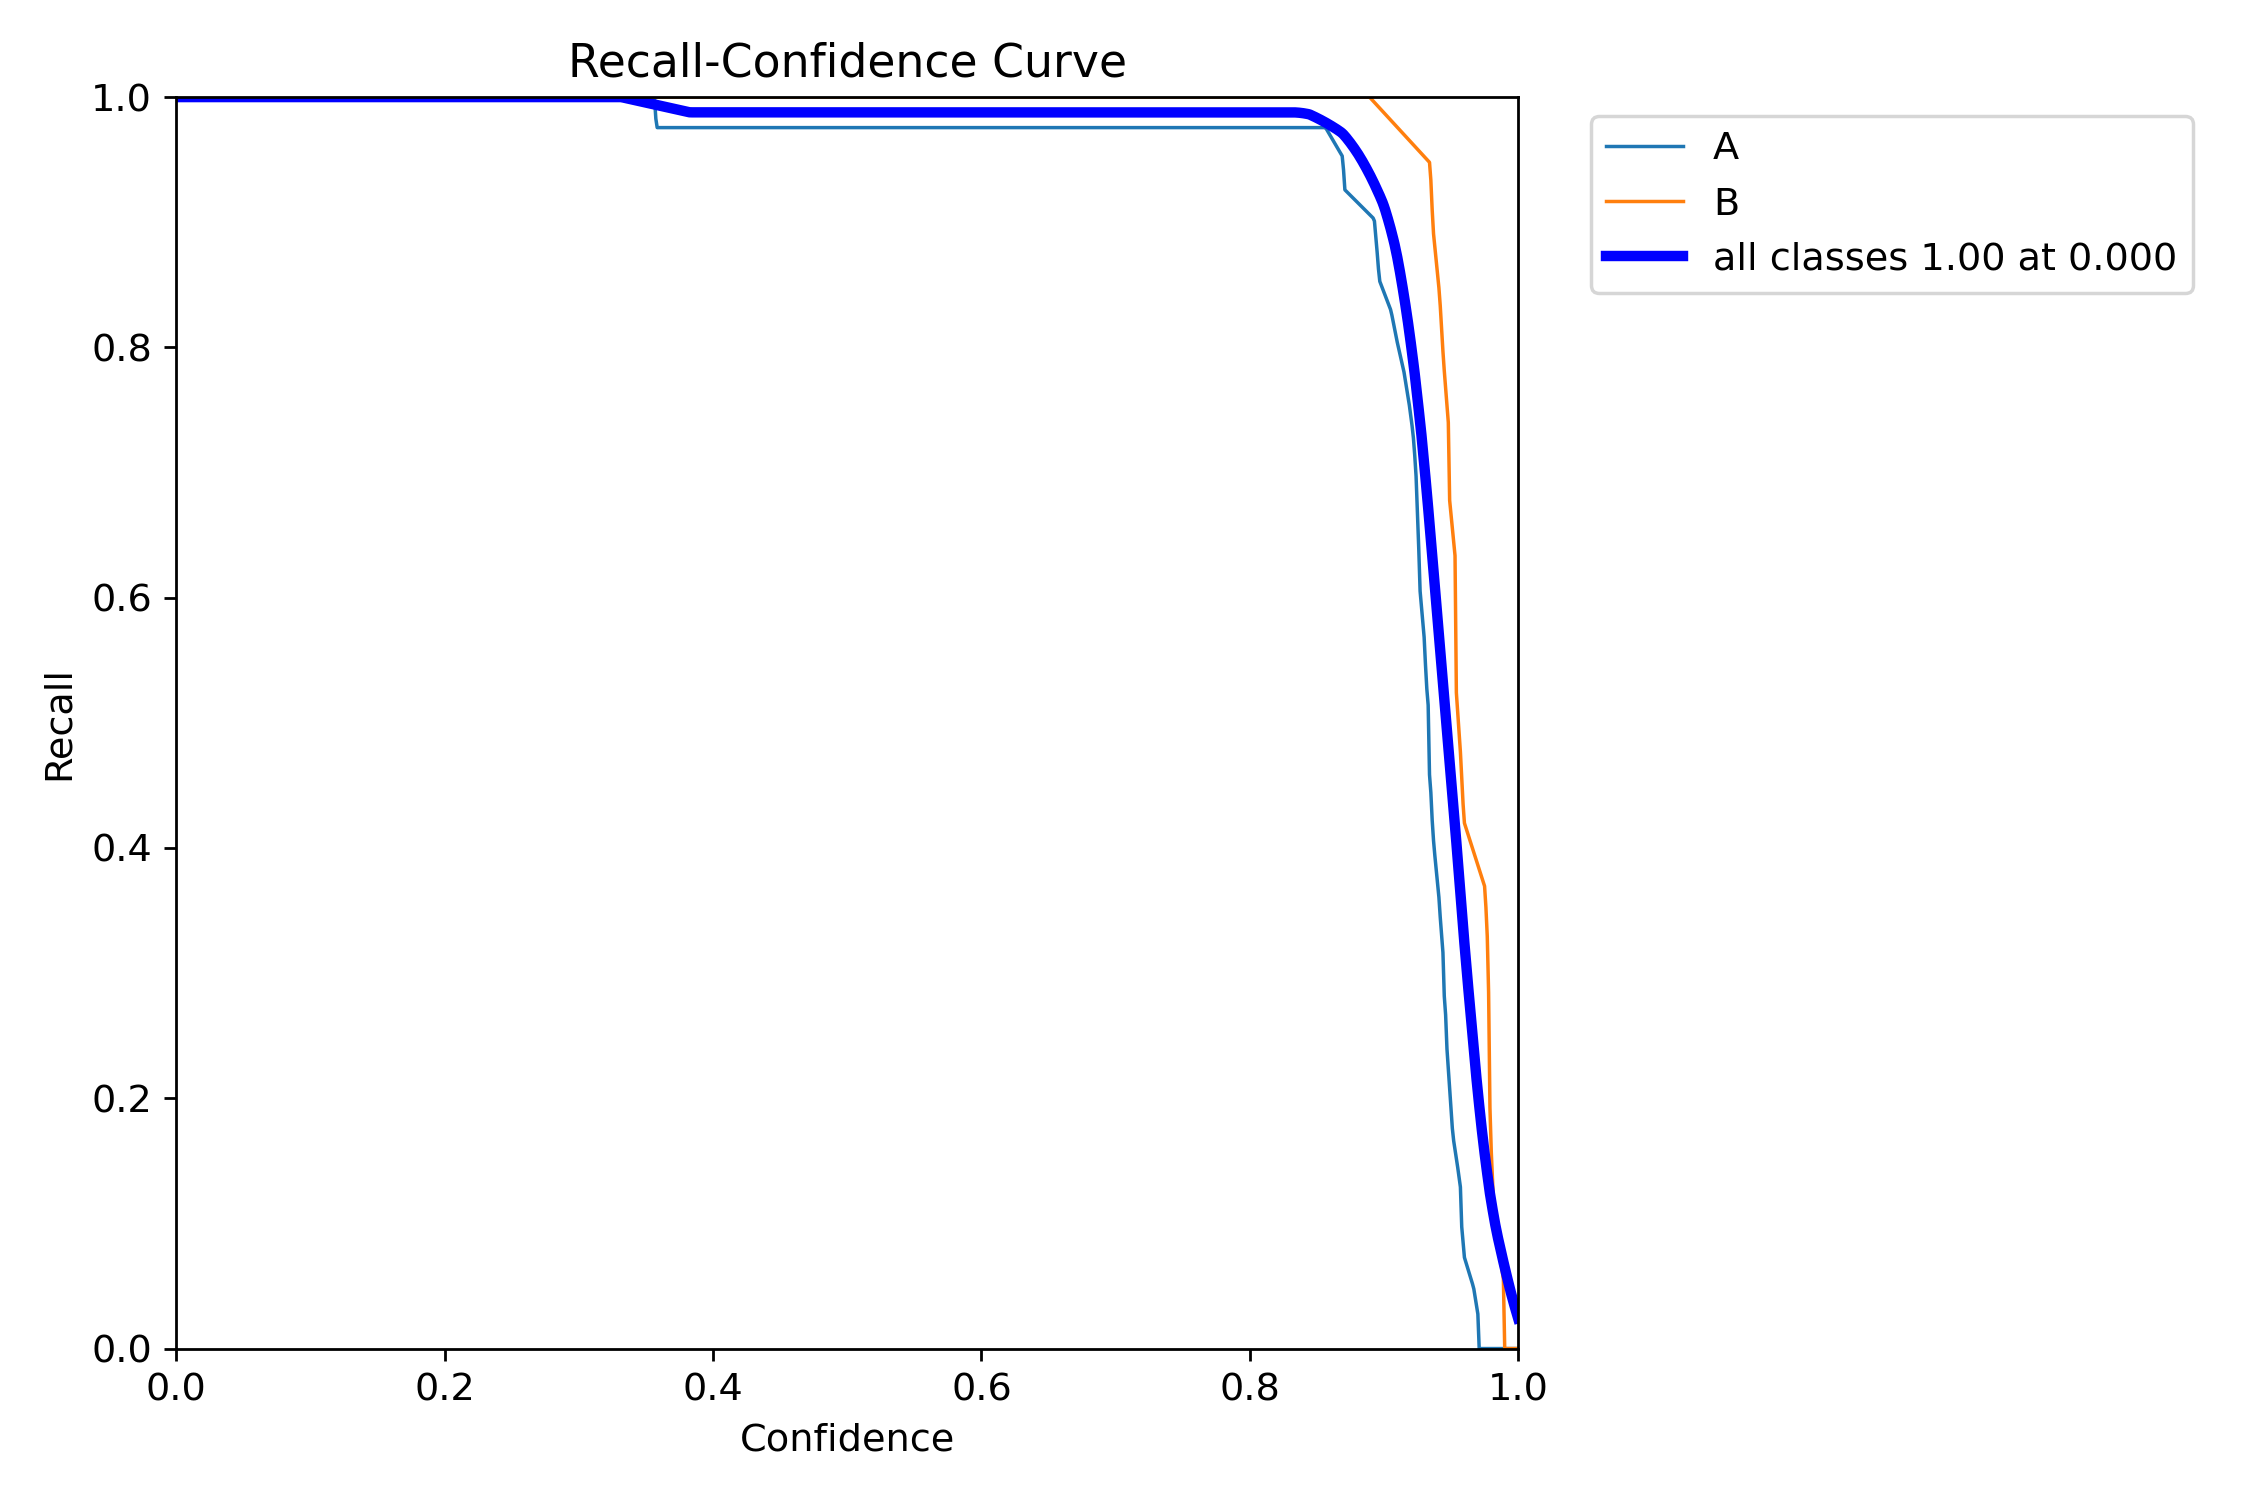 Recall-Confidence Curve
1.0
0.8
0.6
0.4
0.2
0.0
Recall
0.0 0.2 0.4 0.6 0.8 1.0
Confidence
A
B
all classes 1.00 at 0.000